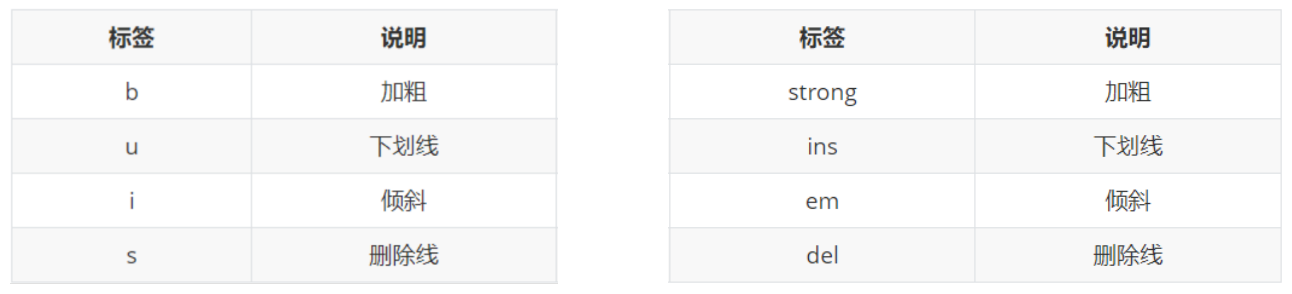 标签 说明
b 加粗
u 下划线
i 倾斜
s 删除线
标签 说明
strong 加粗
ins 下划线
em 倾斜
del 删除线